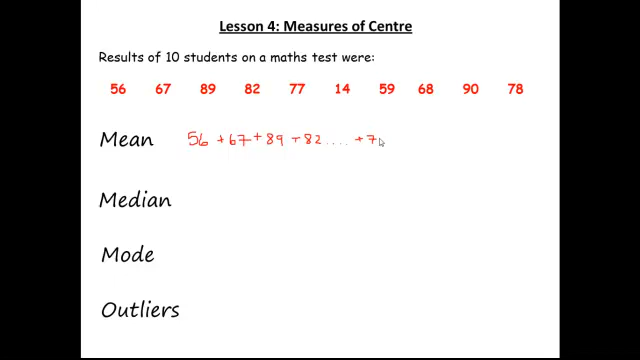 Lesson 4: Measures of Centre
Results of 10 students on a maths test were:
56 67 89 82 77 14 59 68 90 78
Mean 56 + 67 + 89 + 82 .... + 7
Median
Mode
Outliers